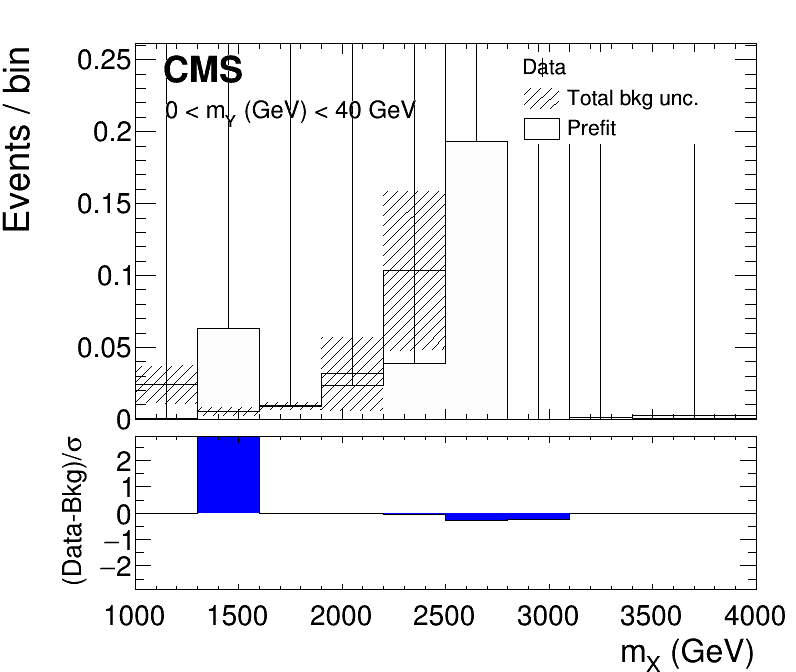 Events / bin
0.25
0.2
0.15
0.1
0.05
0
CMS
0 < mY (GeV) < 40 GeV
Data
Total bkg unc.
Prefit
(Data-Bkg)/σ
2
1
0
−1
−2
1000 1500 2000 2500 3000 3500 4000
mX (GeV)